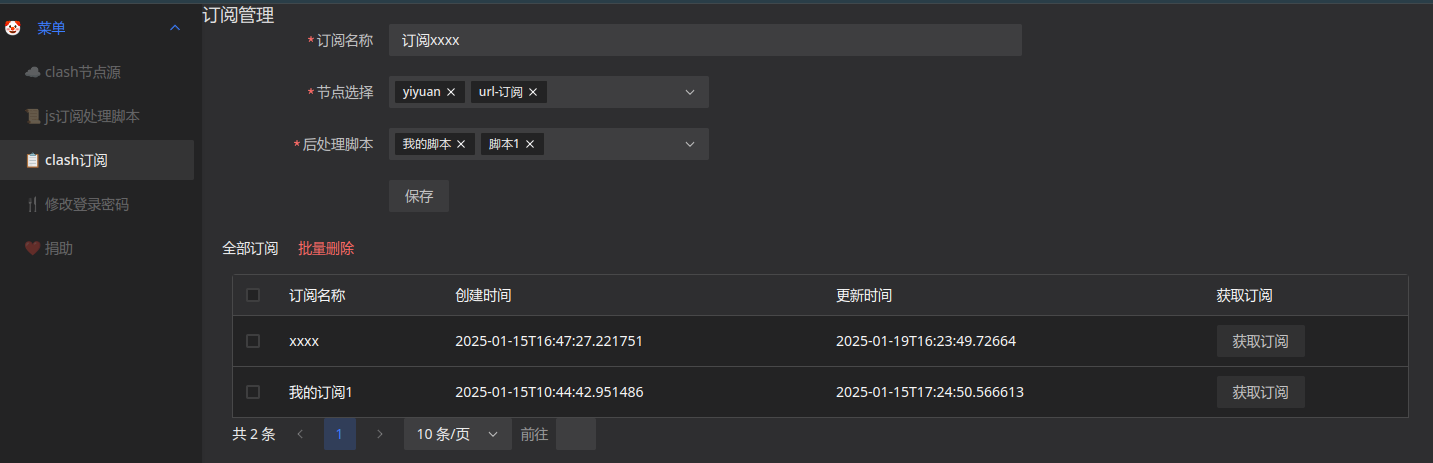 菜单
clash节点源
js订阅处理脚本
clash订阅
修改登录密码
捐助
订阅管理
*订阅名称 订阅xxxx
*节点选择 yiyuan × url-订阅 ×
*后处理脚本 我的脚本 × 脚本1 ×
保存
全部订阅 批量删除
订阅名称 创建时间 更新时间 获取订阅
xxxx 2025-01-15T16:47:27.221751 2025-01-19T16:23:49.72664 获取订阅
我的订阅1 2025-01-15T10:44:42.951486 2025-01-15T17:24:50.566613 获取订阅
共 2 条 1 10 条/页 前往